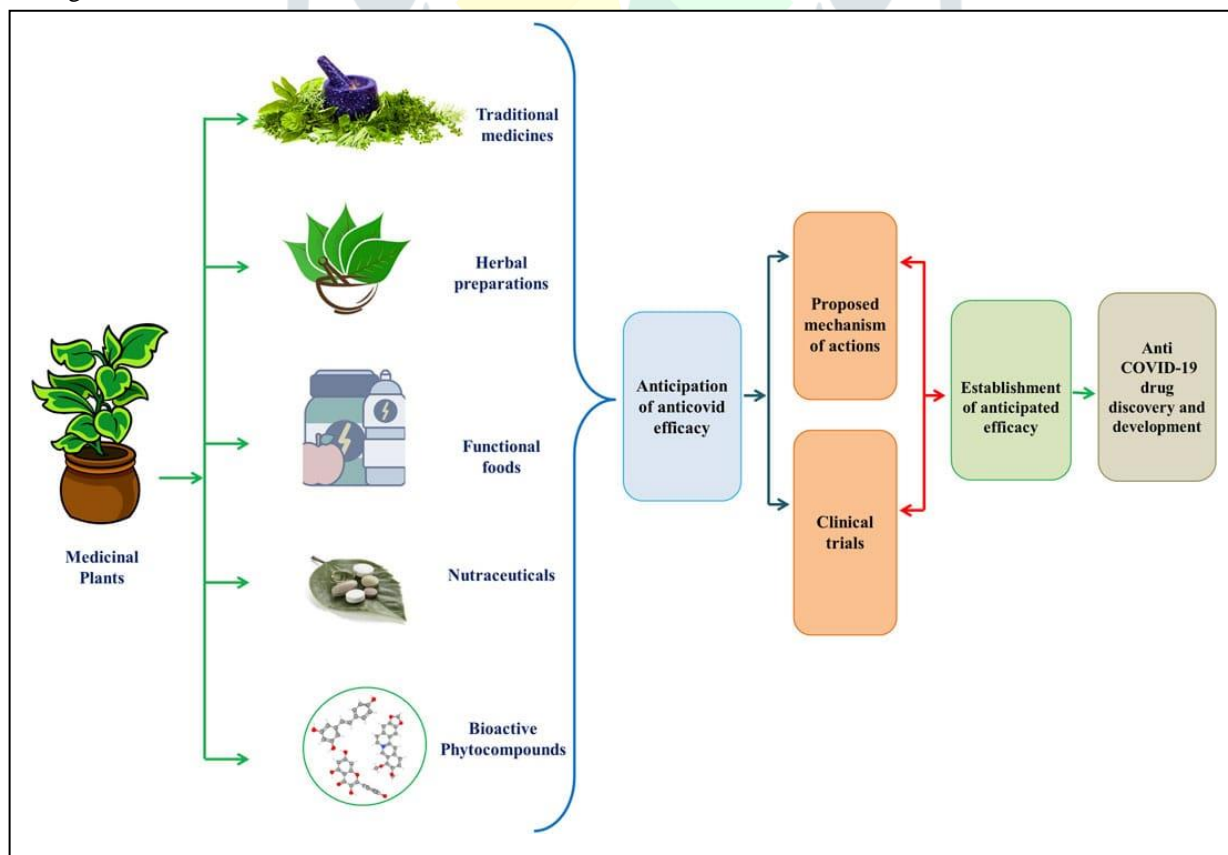 Medicinal
Plants
Traditional
medicines
Herbal
preparations
Functional
foods
Nutraceuticals
Bioactive
Phytocompounds
Anticipation
of anticovid
efficacy
Proposed
mechanism
of actions
Clinical
trials
Establishment
of anticipated
efficacy
Anti
COVID-19
drug
discovery and
development